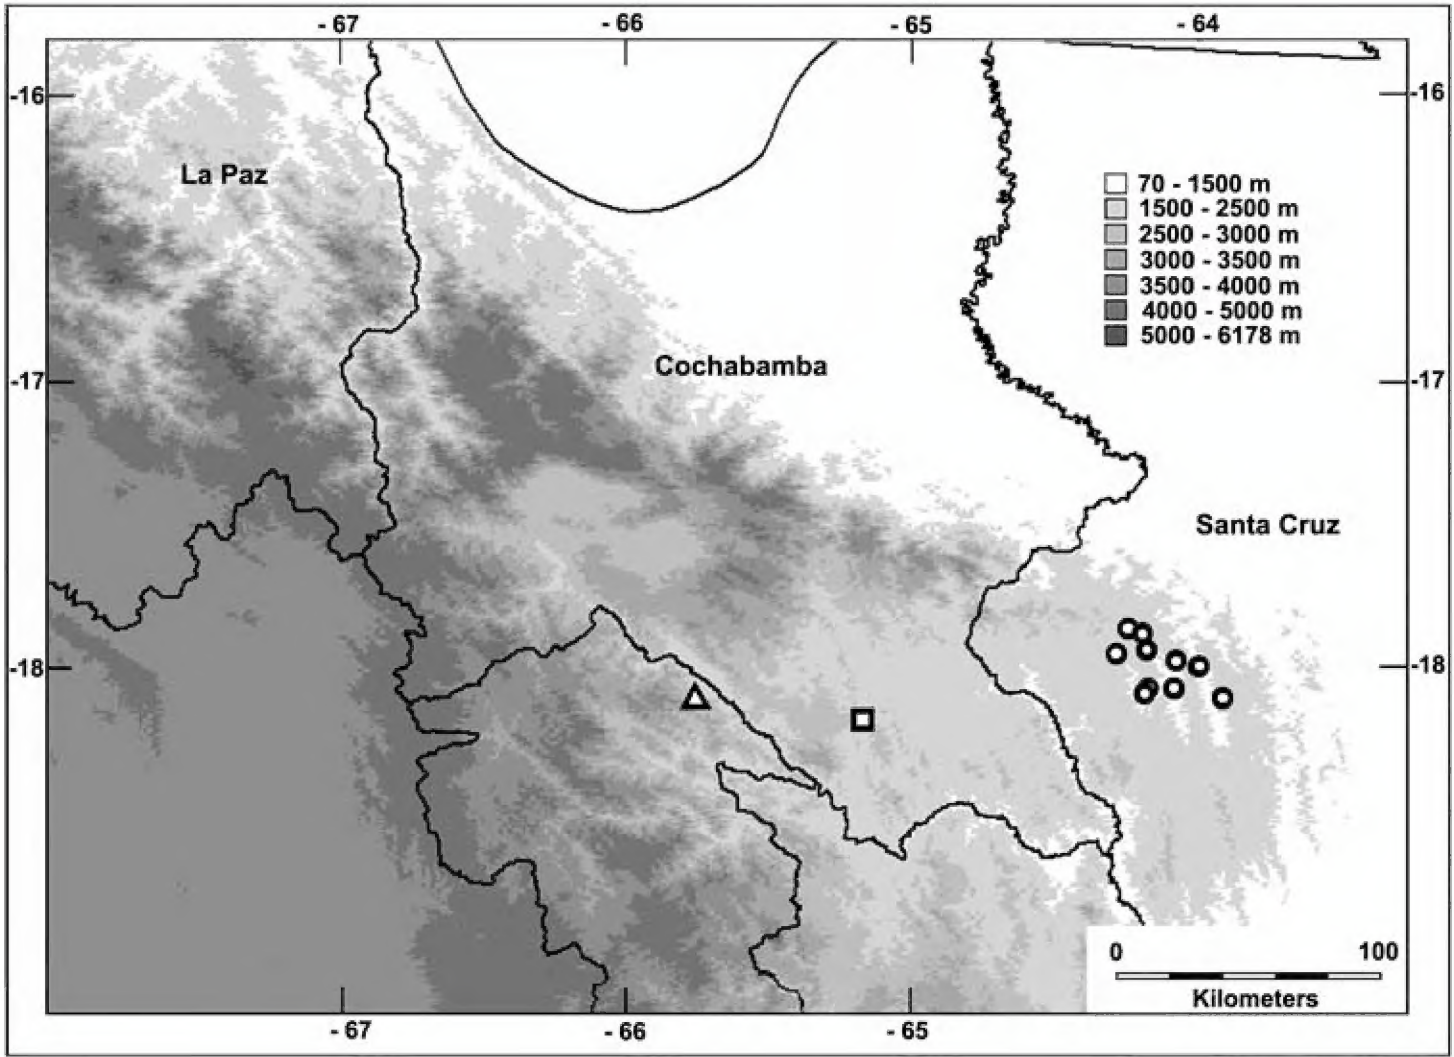 - 67 - 66 - 65 - 64
-16 -16
La Paz
70 - 1500 m
1500 - 2500 m
2500 - 3000 m
3000 - 3500 m
3500 - 4000 m
4000 - 5000 m
5000 - 6178 m
Cochabamba
-17 -17
Santa Cruz
-18 -18
0 100
Kilometers
- 67 - 66 - 65